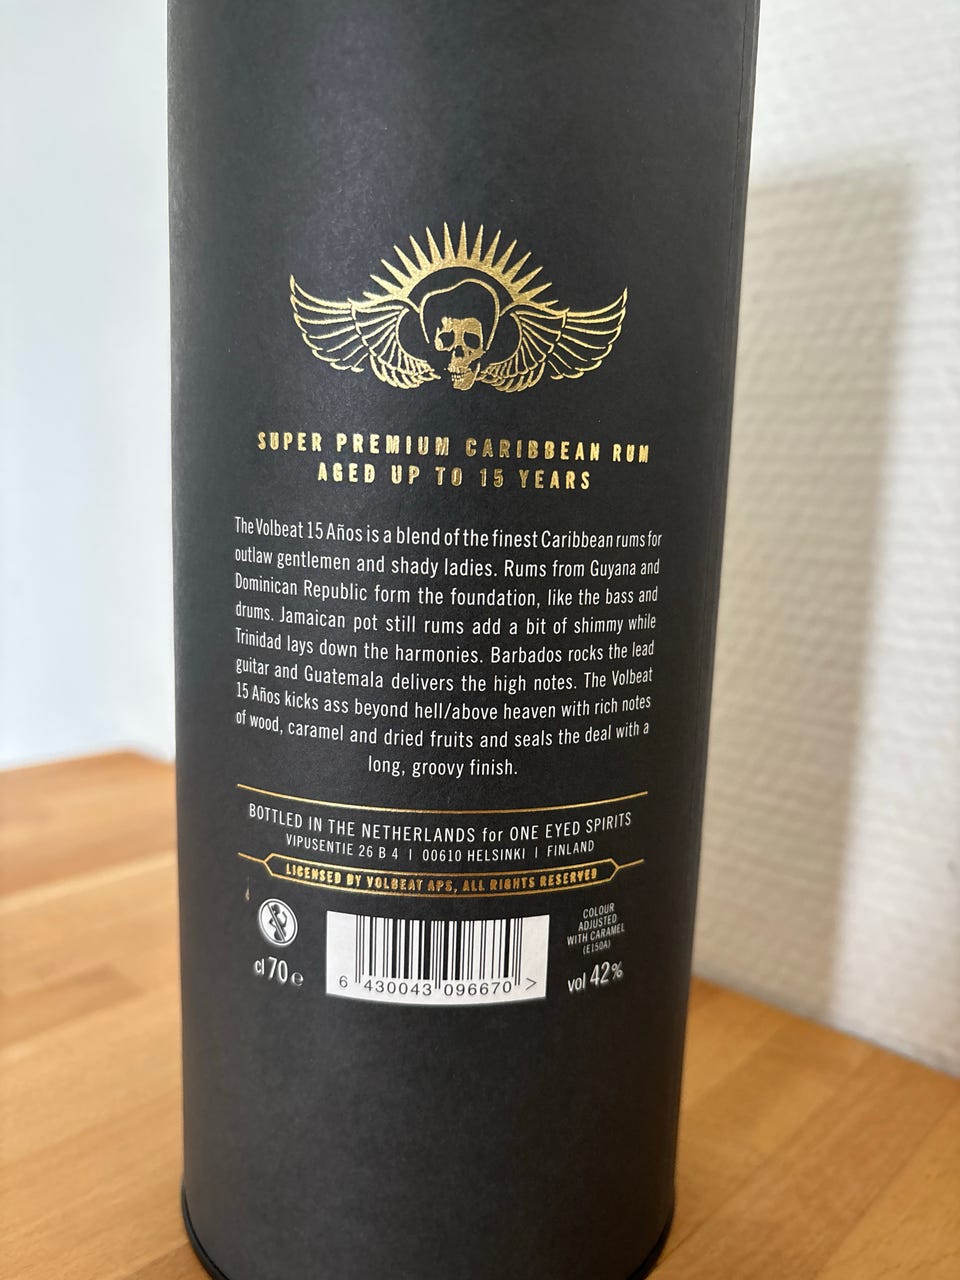 SUPER PREMIUM CARIBBEAN RUM
AGED UP TO 15 YEARS
The Volbeat 15 Años is a blend of the finest Caribbean rums for
outlaw gentlemen and shady ladies. Rums from Guyana and
Dominican Republic form the foundation, like the bass and
drums. Jamaican pot still rums add a bit of shimmy while
Trinidad lays down the harmonies. Barbados rocks the lead
guitar and Guatemala delivers the high notes. The Volbeat
15 Años kicks ass beyond hell/above heaven with rich notes
of wood, caramel and dried fruits and seals the deal with a
long, groovy finish.
BOTTLED IN THE NETHERLANDS for ONE EYED SPIRITS
VIPUSENTIE 26 B 4 | 00610 HELSINKI | FINLAND
LICENSED BY VOLBEAT APS, ALL RIGHTS RESERVED
COLOUR
ADJUSTED
WITH CARAMEL
(E150A)
cl 70 e
6 430043 096670 >
vol 42%